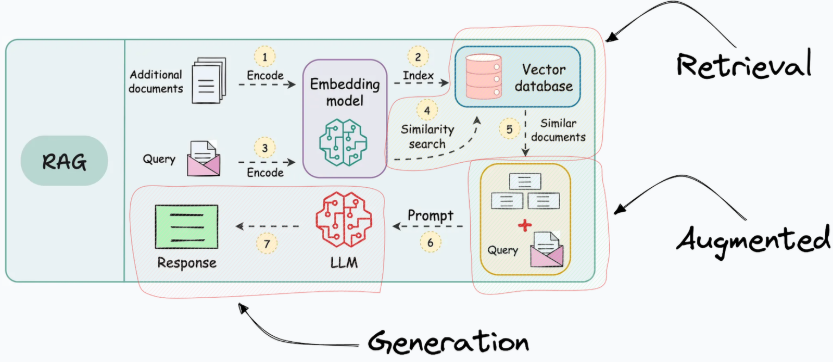 RAG
Additional
documents
1
Encode
Embedding
model
2
Index
Vector
database
Retrieval
Query
3
Encode
4
Similarity
search
5
Similar
documents
Query
Augmented
Prompt
6
LLM
7
Response
Generation